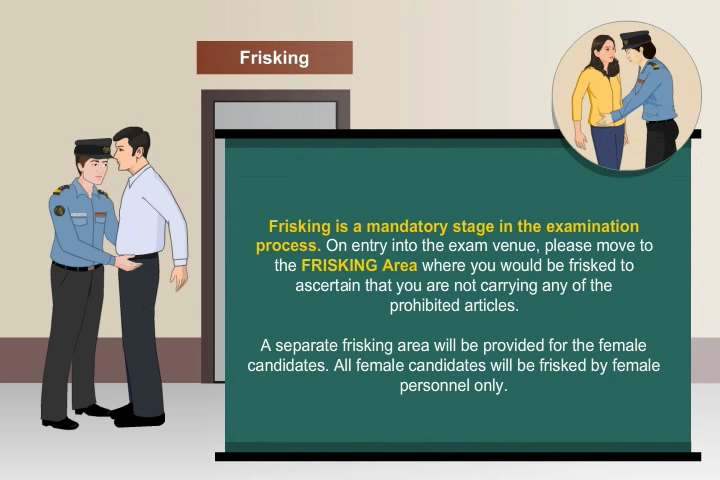 Frisking
Frisking is a mandatory stage in the examination
process. On entry into the exam venue, please move to
the FRISKING Area where you would be frisked to
ascertain that you are not carrying any of the
prohibited articles.
A separate frisking area will be provided for the female
candidates. All female candidates will be frisked by female
personnel only.